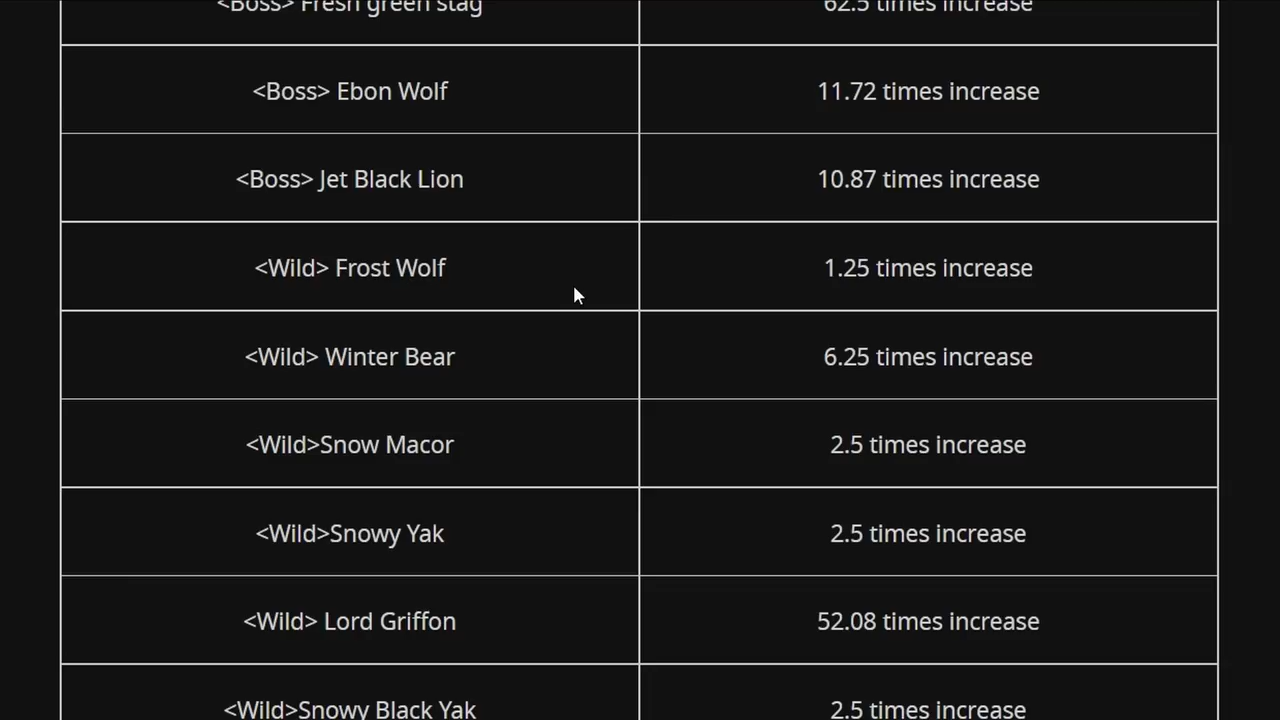 <Boss> Fresh green stag
62.5 times increase
<Boss> Ebon Wolf
11.72 times increase
<Boss> Jet Black Lion
10.87 times increase
<Wild> Frost Wolf
1.25 times increase
<Wild> Winter Bear
6.25 times increase
<Wild>Snow Macor
2.5 times increase
<Wild>Snowy Yak
2.5 times increase
<Wild> Lord Griffon
52.08 times increase
<Wild>Snowy Black Yak
2.5 times increase